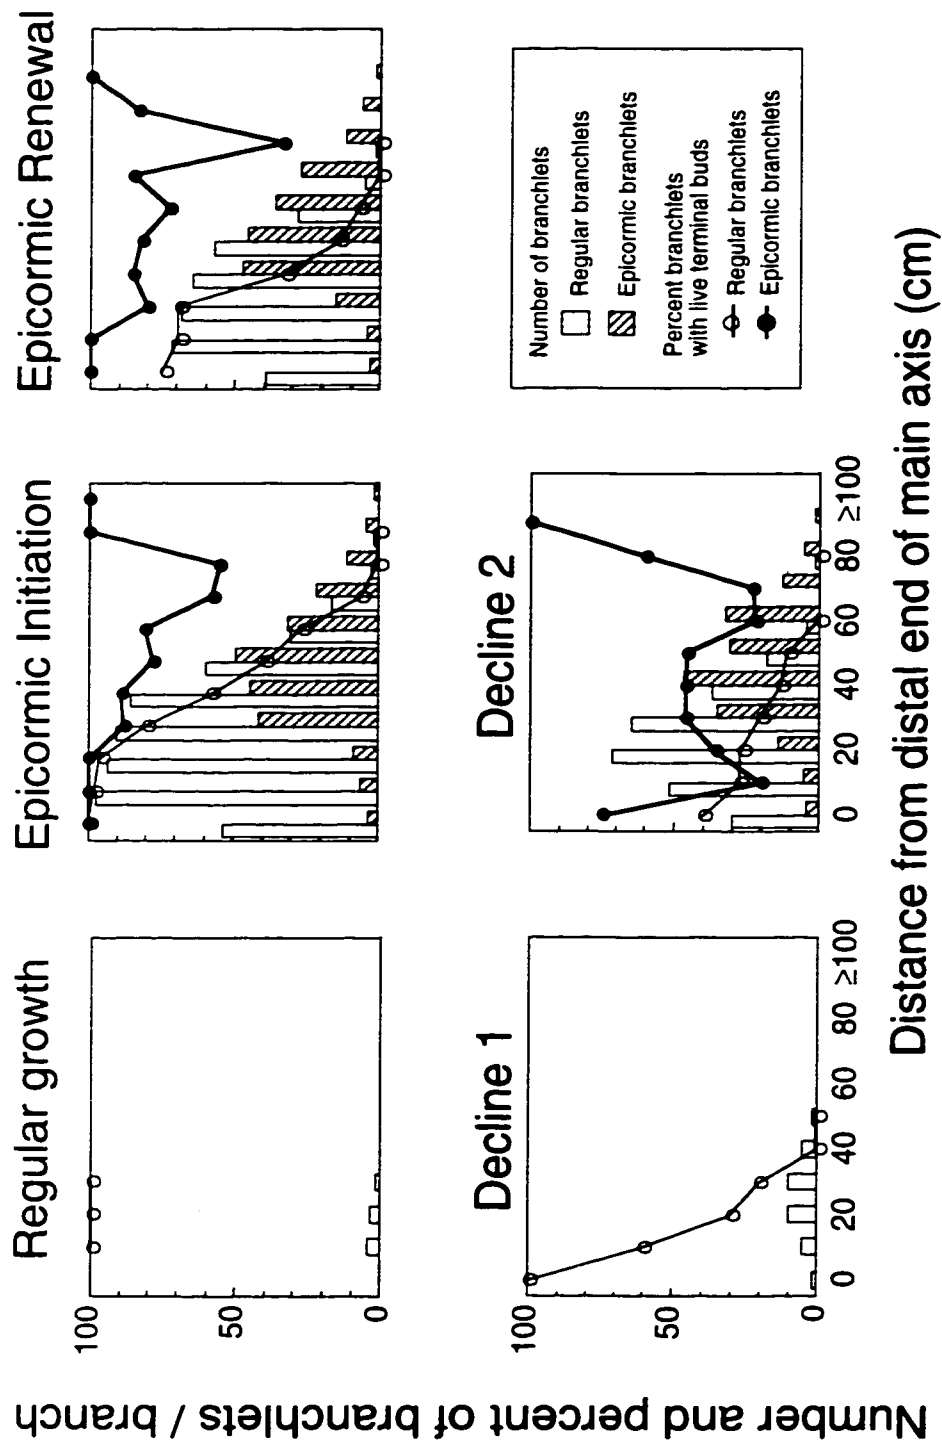 Number and percent of branchlets / branch
Regular growth
Epicormic Initiation
Epicormic Renewal
100
50
0
Decline 1
Decline 2
100
50
0
0 20 40 60 80 ≥100
0 20 40 60 80 ≥100
Number of branchlets
Regular branchlets
Epicormic branchlets
Percent branchlets
with live terminal buds
Regular branchlets
Epicormic branchlets
Distance from distal end of main axis (cm)